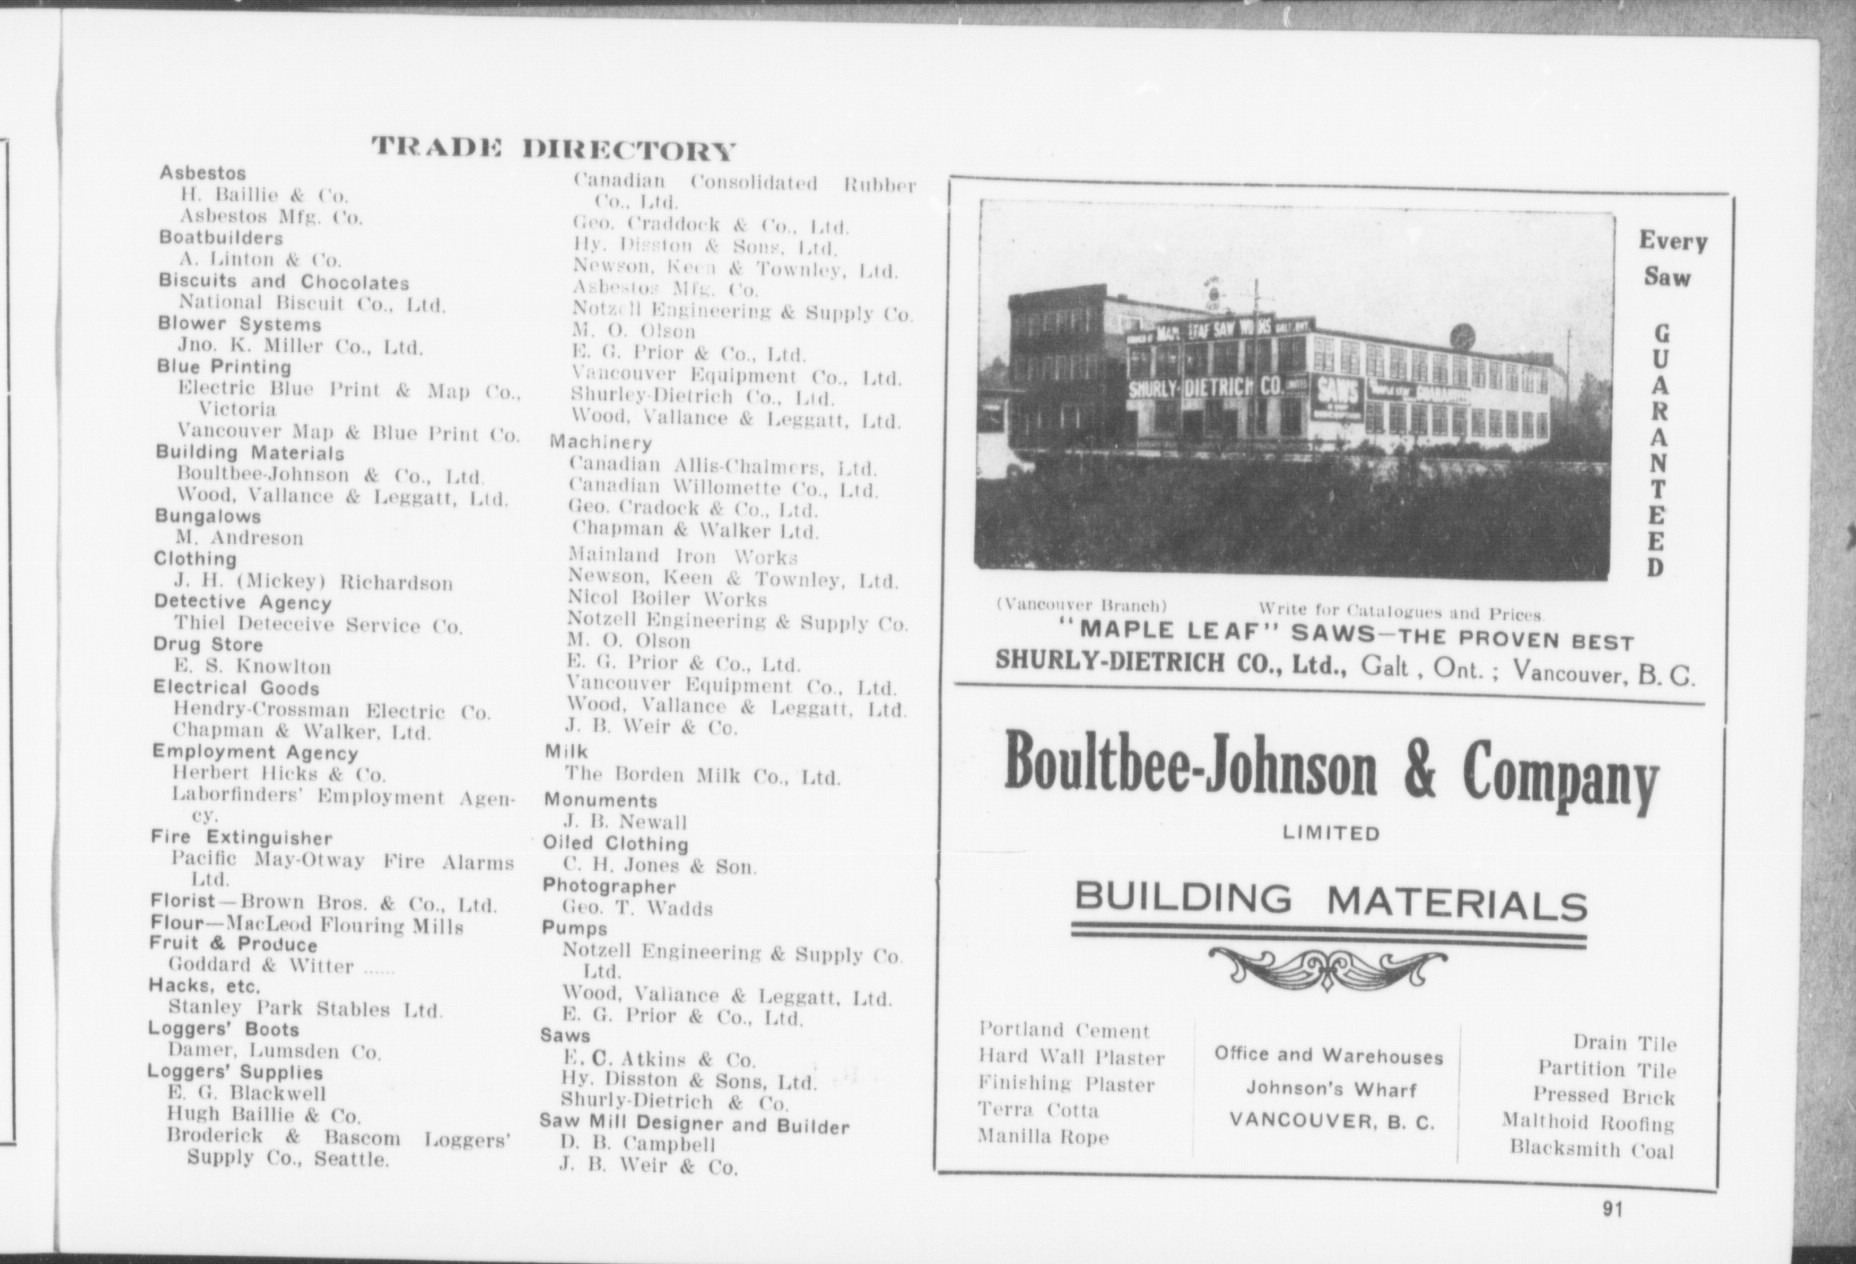 TRADE DIRECTORY
Asbestos
H. Baillie & Co.
Asbestos Mfg. Co.
Boatbuilders
A. Linton & Co.
Biscuits and Chocolates
National Biscuit Co., Ltd.
Blower Systems
Jno. K. Miller Co., Ltd.
Blue Printing
Electric Blue Print & Map Co.,
Victoria
Vancouver Map & Blue Print Co.
Building Materials
Boultbee-Johnson & Co., Ltd.
Wood, Vallance & Leggatt, Ltd.
Bungalows
M. Andreson
Clothing
J. H. (Mickey) Richardson
Detective Agency
Thiel Deteceive Service Co.
Drug Store
E. S. Knowlton
Electrical Goods
Hendry-Crossman Electric Co.
Chapman & Walker, Ltd.
Employment Agency
Herbert Hicks & Co.
Laborfinders' Employment Agen-
cy.
Fire Extinguisher
Pacific May-Otway Fire Alarms
Ltd.
Florist—Brown Bros. & Co., Ltd.
Flour—MacLeod Flouring Mills
Fruit & Produce
Goddard & Witter ......
Hacks, etc.
Stanley Park Stables Ltd.
Loggers' Boots
Damer, Lumsden Co.
Loggers' Supplies
E. G. Blackwell
Hugh Baillie & Co.
Broderick & Bascom Loggers'
Supply Co., Seattle.
Canadian Consolidated Rubber
Co., Ltd.
Geo. Craddock & Co., Ltd.
Hy. Disston & Sons, Ltd.
Newson, Keen & Townley, Ltd.
Asbestos Mfg. Co.
Notzell Engineering & Supply Co.
M. O. Olson
E. G. Prior & Co., Ltd.
Vancouver Equipment Co., Ltd.
Shurley-Dietrich Co., Ltd.
Wood, Vallance & Leggatt, Ltd.
Machinery
Canadian Allis-Chalmers, Ltd.
Canadian Willomette Co., Ltd.
Geo. Cradock & Co., Ltd.
Chapman & Walker Ltd.
Mainland Iron Works
Newson, Keen & Townley, Ltd.
Nicol Boiler Works
Notzell Engineering & Supply Co.
M. O. Olson
E. G. Prior & Co., Ltd.
Vancouver Equipment Co., Ltd.
Wood, Vallance & Leggatt, Ltd.
J. B. Weir & Co.
Milk
The Borden Milk Co., Ltd.
Monuments
J. B. Newall
Oiled Clothing
C. H. Jones & Son.
Photographer
Geo. T. Wadds
Pumps
Notzell Engineering & Supply Co.
Ltd.
Wood, Valiance & Leggatt, Ltd.
E. G. Prior & Co., Ltd.
Saws
E. C. Atkins & Co.
Hy. Disston & Sons, Ltd.
Shurly-Dietrich & Co.
Saw Mill Designer and Builder
D. B. Campbell
J. B. Weir & Co.
LEAF SAW WORKS GALT, ONT.
SHURLY-DIETRICH CO. LIMITED
SAWS
GUARANTEED
Every
Saw
GUARANTEED
(Vancouver Branch) Write for Catalogues and Prices.
"MAPLE LEAF" SAWS—THE PROVEN BEST
SHURLY-DIETRICH CO., Ltd., Galt, Ont.; Vancouver, B. C.
Boultbee-Johnson & Company
LIMITED
BUILDING MATERIALS
Portland Cement
Hard Wall Plaster
Finishing Plaster
Terra Cotta
Manilla Rope
Office and Warehouses
Johnson's Wharf
VANCOUVER, B. C.
Drain Tile
Partition Tile
Pressed Brick
Malthoid Roofing
Blacksmith Coal
91